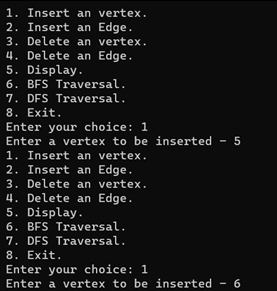 1. Insert an vertex.
2. Insert an Edge.
3. Delete an vertex.
4. Delete an Edge.
5. Display.
6. BFS Traversal.
7. DFS Traversal.
8. Exit.
Enter your choice: 1
Enter a vertex to be inserted - 5
1. Insert an vertex.
2. Insert an Edge.
3. Delete an vertex.
4. Delete an Edge.
5. Display.
6. BFS Traversal.
7. DFS Traversal.
8. Exit.
Enter your choice: 1
Enter a vertex to be inserted - 6